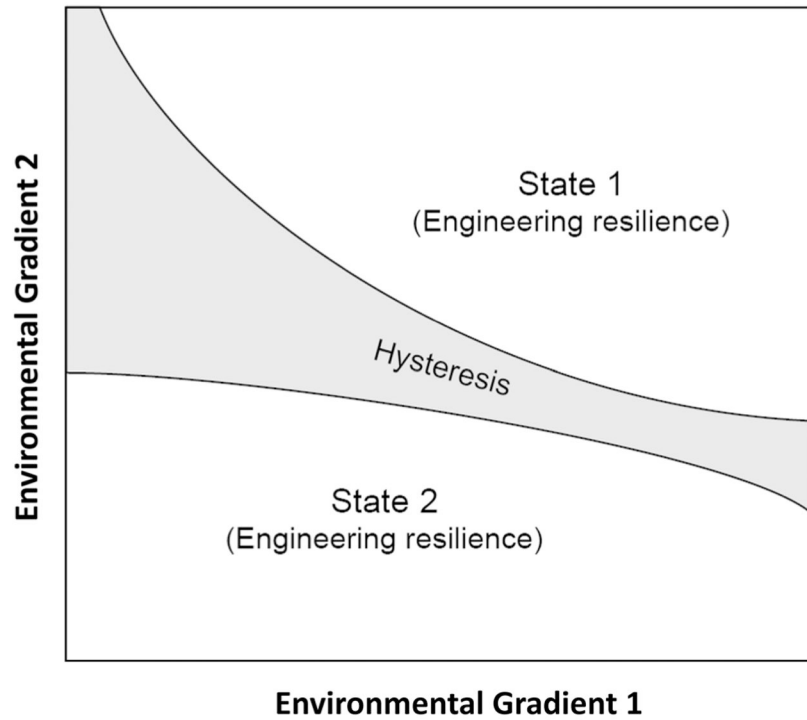 Environmental Gradient 2
State 1
(Engineering resilience)
Hysteresis
State 2
(Engineering resilience)
Environmental Gradient 1